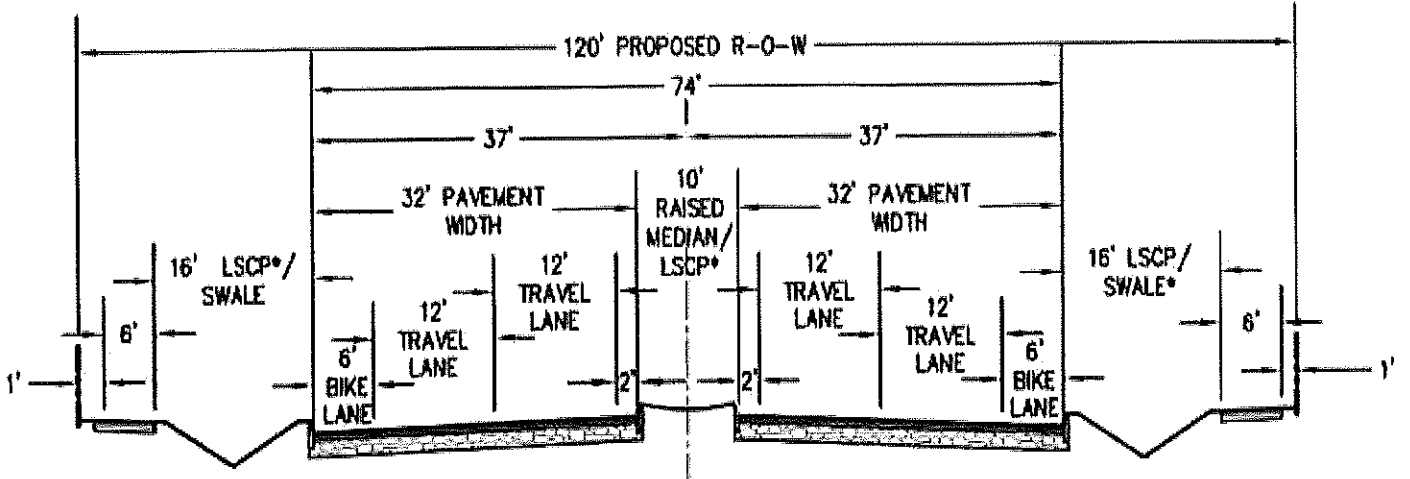 120' PROPOSED R-O-W
74'
37'
37'
32' PAVEMENT
WIDTH
10'
RAISED
MEDIAN/
LSCP*
32' PAVEMENT
WIDTH
16' LSCP*/
SWALE
12'
TRAVEL
LANE
12'
TRAVEL
LANE
16' LSCP/
SWALE*
6'
12'
TRAVEL
LANE
12'
TRAVEL
LANE
6'
1'
6'
BIKE
LANE
2'
2'
6'
BIKE
LANE
1'